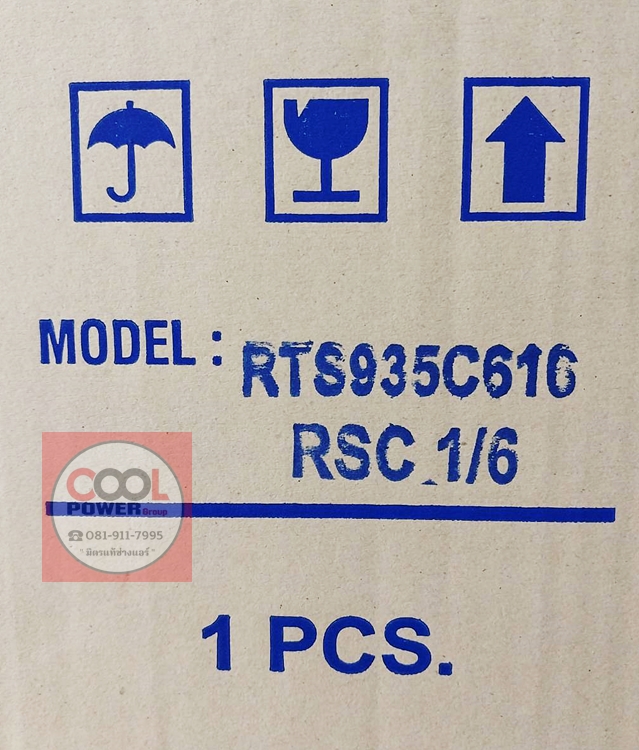 MODEL : RTS935C616
RSC 1/6
COOL
POWER Group
☎ 081-911-7995
" มิตรแท้ช่างแอร์ "
1 PCS.